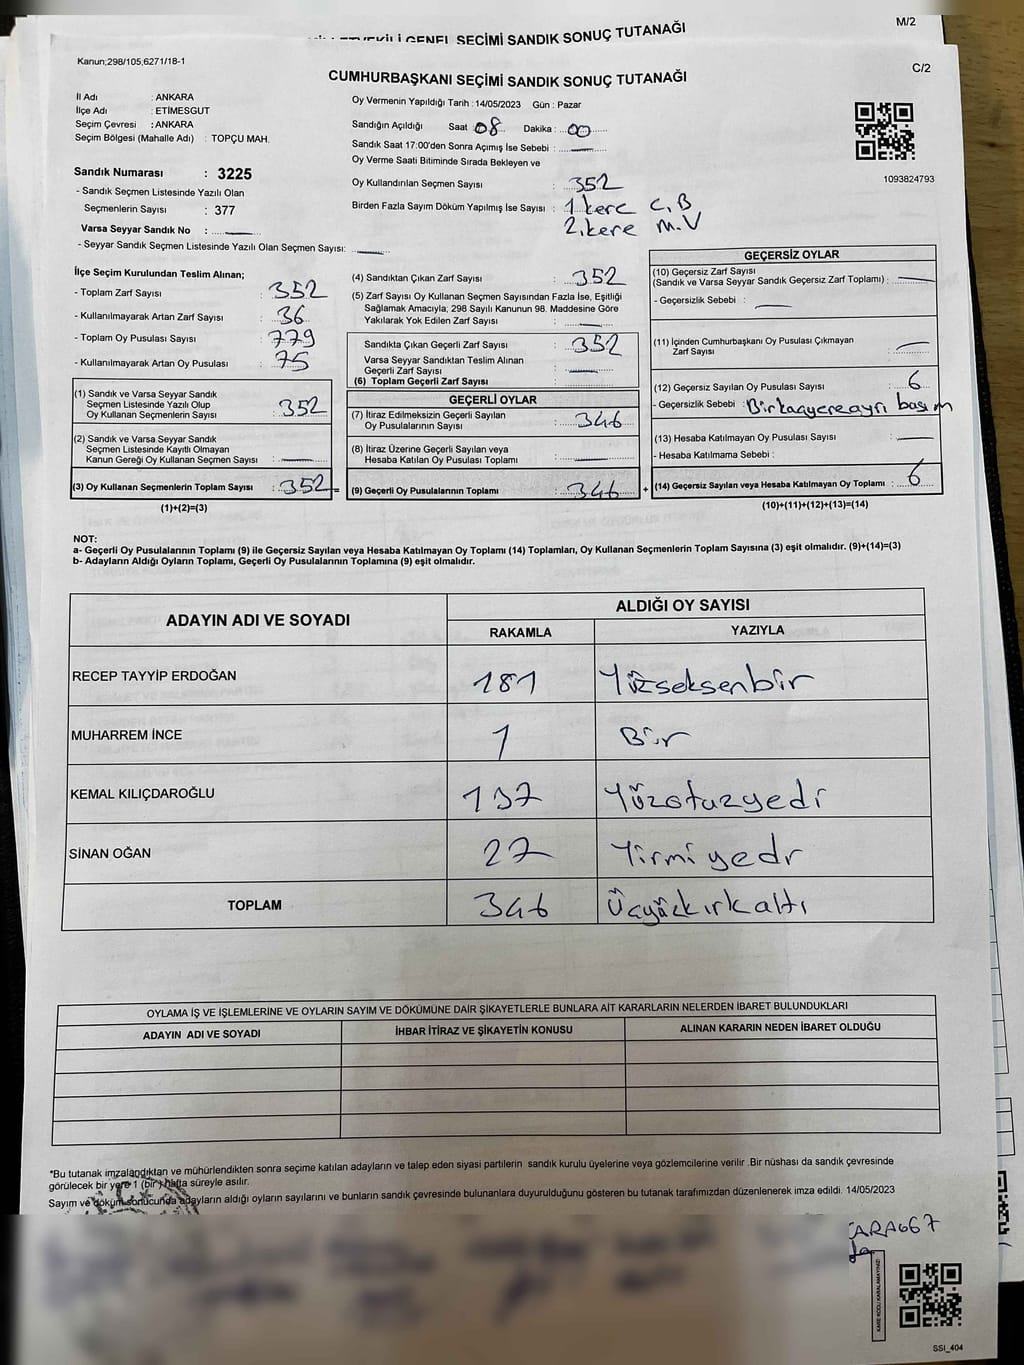 GENEL SEÇİMİ SANDIK SONUÇ TUTANAĞI
M/2
Kanun;298/105,6271/18-1
C/2
CUMHURBAŞKANI SEÇİMİ SANDIK SONUÇ TUTANAĞI
İl Adı : ANKARA
İlçe Adı : ETİMESGUT
Seçim Çevresi : ANKARA
Seçim Bölgesi (Mahalle Adı) : TOPÇU MAH.
Oy Vermenin Yapıldığı Tarih : 14/05/2023 Gün : Pazar
Sandığın Açıldığı Saat : 08 Dakika : 00
Sandık Saat 17:00'den Sonra Açımış İse Sebebi :
Oy Verme Saati Bitiminde Sırada Bekleyen ve
Oy Kullandırılan Seçmen Sayısı : 352
Birden Fazla Sayım Döküm Yapılmış İse Sayısı : 1 kere C.B
2. kere M.V
1093824793
Sandık Numarası : 3225
- Sandık Seçmen Listesinde Yazılı Olan
Seçmenlerin Sayısı : 377
Varsa Seyyar Sandık No :
- Seyyar Sandık Seçmen Listesinde Yazılı Olan Seçmen Sayısı:
İlçe Seçim Kurulundan Teslim Alınan;
- Toplam Zarf Sayısı : 352
- Kullanılmayarak Artan Zarf Sayısı : 36
- Toplam Oy Pusulası Sayısı : 779
- Kullanılmayarak Artan Oy Pusulası : 75
(1) Sandık ve Varsa Seyyar Sandık
Seçmen Listesinde Yazılı Olup
Oy Kullanan Seçmenlerin Sayısı : 352
(2) Sandık ve Varsa Seyyar Sandık
Seçmen Listesinde Kayıtlı Olmayan
Kanun Gereği Oy Kullanan Seçmen Sayısı :
(3) Oy Kullanan Seçmenlerin Toplam Sayısı : 352 =
(1)+(2)=(3)
(4) Sandıktan Çıkan Zarf Sayısı : 352
(5) Zarf Sayısı Oy Kullanan Seçmen Sayısından Fazla İse, Eşitliği
Sağlamak Amacıyla; 298 Sayılı Kanunun 98. Maddesine Göre
Yakılarak Yok Edilen Zarf Sayısı :
Sandıkta Çıkan Geçerli Zarf Sayısı : 352
Varsa Seyyar Sandıktan Teslim Alınan
Geçerli Zarf Sayısı :
(6) Toplam Geçerli Zarf Sayısı :
GEÇERLİ OYLAR
(7) İtiraz Edilmeksizin Geçerli Sayılan
Oy Pusulalarının Sayısı : 346
(8) İtiraz Üzerine Geçerli Sayılan veya
Hesaba Katılan Oy Pusulası Toplamı :
(9) Geçerli Oy Pusulalarının Toplamı : 346 +
GEÇERSİZ OYLAR
(10) Geçersiz Zarf Sayısı
(Sandık ve Varsa Seyyar Sandık Geçersiz Zarf Toplamı) :
- Geçersizlik Sebebi :
(11) İçinden Cumhurbaşkanı Oy Pusulası Çıkmayan
Zarf Sayısı :
(12) Geçersiz Sayılan Oy Pusulası Sayısı : 6
- Geçersizlik Sebebi : Birkaçyere ayrı basım
(13) Hesaba Katılmayan Oy Pusulası Sayısı :
- Hesaba Katılmama Sebebi :
(14) Geçersiz Sayılan veya Hesaba Katılmayan Oy Toplamı : 6
(10)+(11)+(12)+(13)=(14)
NOT:
a- Geçerli Oy Pusulalarının Toplamı (9) ile Geçersiz Sayılan veya Hesaba Katılmayan Oy Toplamı (14) Toplamları, Oy Kullanan Seçmenlerin Toplam Sayısına (3) eşit olmalıdır. (9)+(14)=(3)
b- Adayların Aldığı Oyların Toplamı, Geçerli Oy Pusulalarının Toplamına (9) eşit olmalıdır.
ADAYIN ADI VE SOYADI
ALDIĞI OY SAYISI
RAKAMLA YAZIYLA
RECEP TAYYİP ERDOĞAN 181 Yüzseksenbir
MUHARREM İNCE 1 Bir
KEMAL KILIÇDAROĞLU 137 Yüzotuzyedi
SİNAN OĞAN 27 Yirmiyedi
TOPLAM 346 Üçyüzkırkaltı
OYLAMA İŞ VE İŞLEMLERİNE VE OYLARIN SAYIM VE DÖKÜMÜNE DAİR ŞİKAYETLERLE BUNLARA AİT KARARLARIN NELERDEN İBARET BULUNDUKLARI
ADAYIN ADI VE SOYADI İHBAR İTİRAZ VE ŞİKAYETİN KONUSU ALINAN KARARIN NEDEN İBARET OLDUĞU
*Bu tutanak imzalandıktan ve mühürlendikten sonra seçime katılan adayların ve talep eden siyasi partilerin sandık kurulu üyelerine veya gözlemcilerine verilir .Bir nüshası da sandık çevresinde
görülecek bir yere 1 (bir) hafta süreyle asılır.
Sayım ve döküm sonucunda adayların aldığı oyların sayılarını ve bunların sandık çevresinde bulunanlara duyurulduğunu gösteren bu tutanak tarafımızdan düzenlenerek imza edildi. 14/05/2023
KARE KODU KARALAMAYINIZ!
SSİ_404